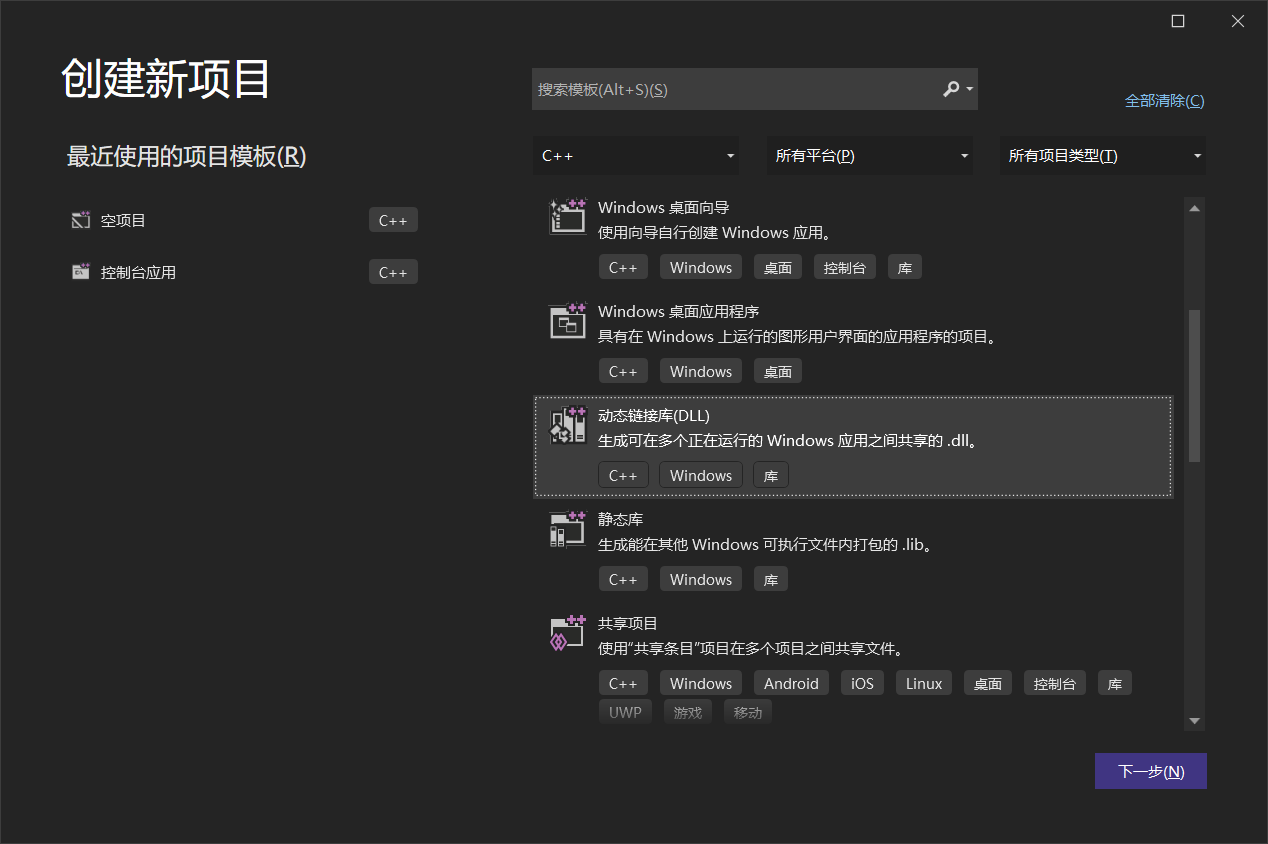 创建新项目
搜索模板(Alt+S)(S)
全部清除(C)
最近使用的项目模板(R)
C++
所有平台(P)
所有项目类型(T)
空项目
C++
控制台应用
C++
Windows 桌面向导
使用向导自行创建 Windows 应用。
C++ Windows 桌面 控制台 库
Windows 桌面应用程序
具有在 Windows 上运行的图形用户界面的应用程序的项目。
C++ Windows 桌面
动态链接库(DLL)
生成可在多个正在运行的 Windows 应用之间共享的 .dll。
C++ Windows 库
静态库
生成能在其他 Windows 可执行文件内打包的 .lib。
C++ Windows 库
共享项目
使用“共享条目”项目在多个项目之间共享文件。
C++ Windows Android iOS Linux 桌面 控制台 库
UWP 游戏 移动
下一步(N)